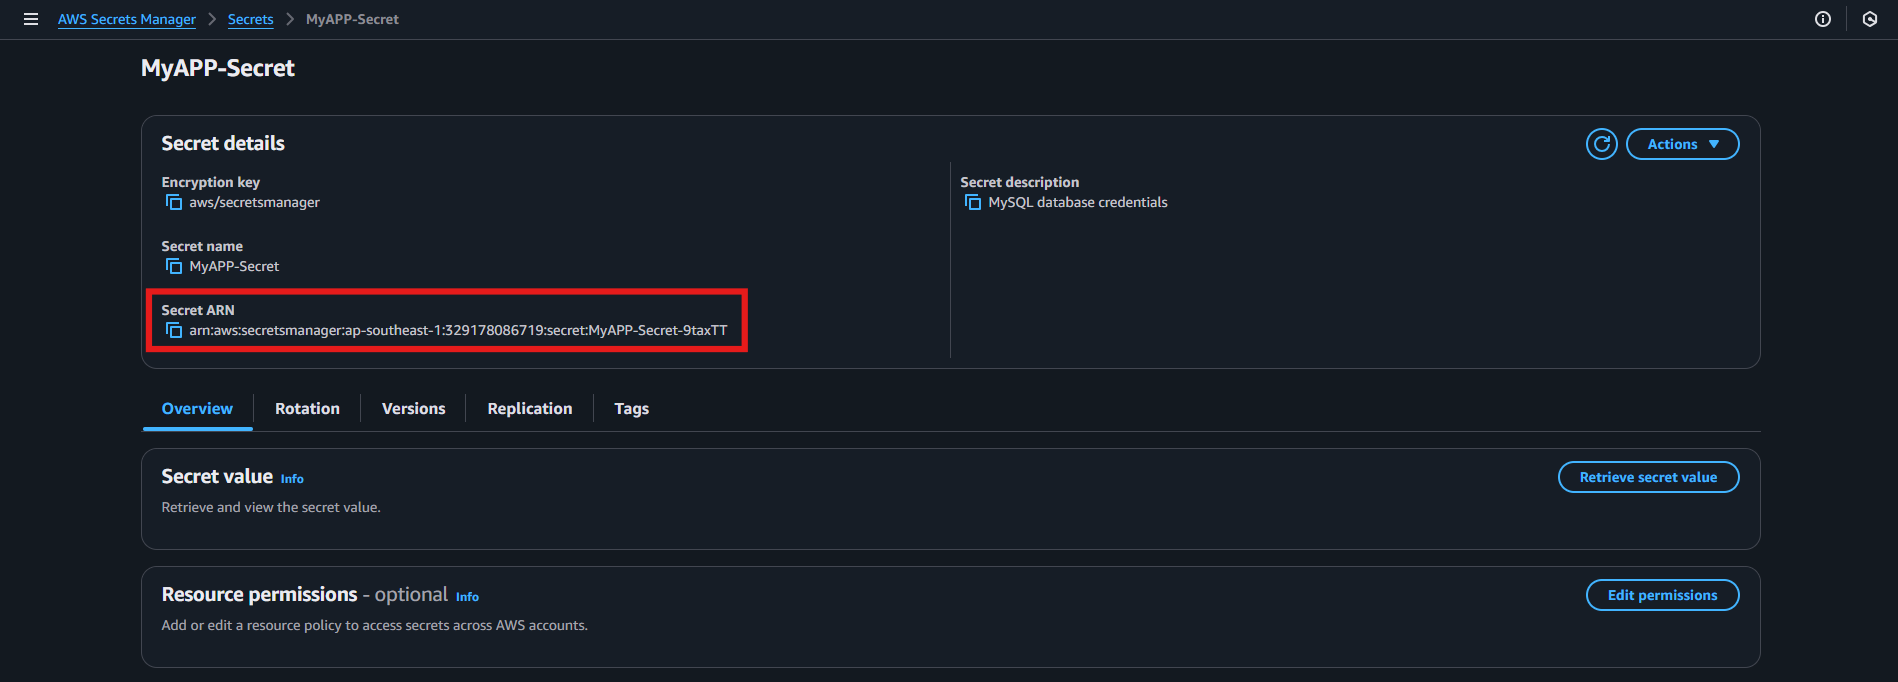 AWS Secrets Manager > Secrets > MyAPP-Secret
MyAPP-Secret
Secret details
Actions
Encryption key
aws/secretsmanager
Secret description
MySQL database credentials
Secret name
MyAPP-Secret
Secret ARN
arn:aws:secretsmanager:ap-southeast-1:329178086719:secret:MyAPP-Secret-9taxTT
Overview Rotation Versions Replication Tags
Secret value Info
Retrieve secret value
Retrieve and view the secret value.
Resource permissions - optional Info
Edit permissions
Add or edit a resource policy to access secrets across AWS accounts.